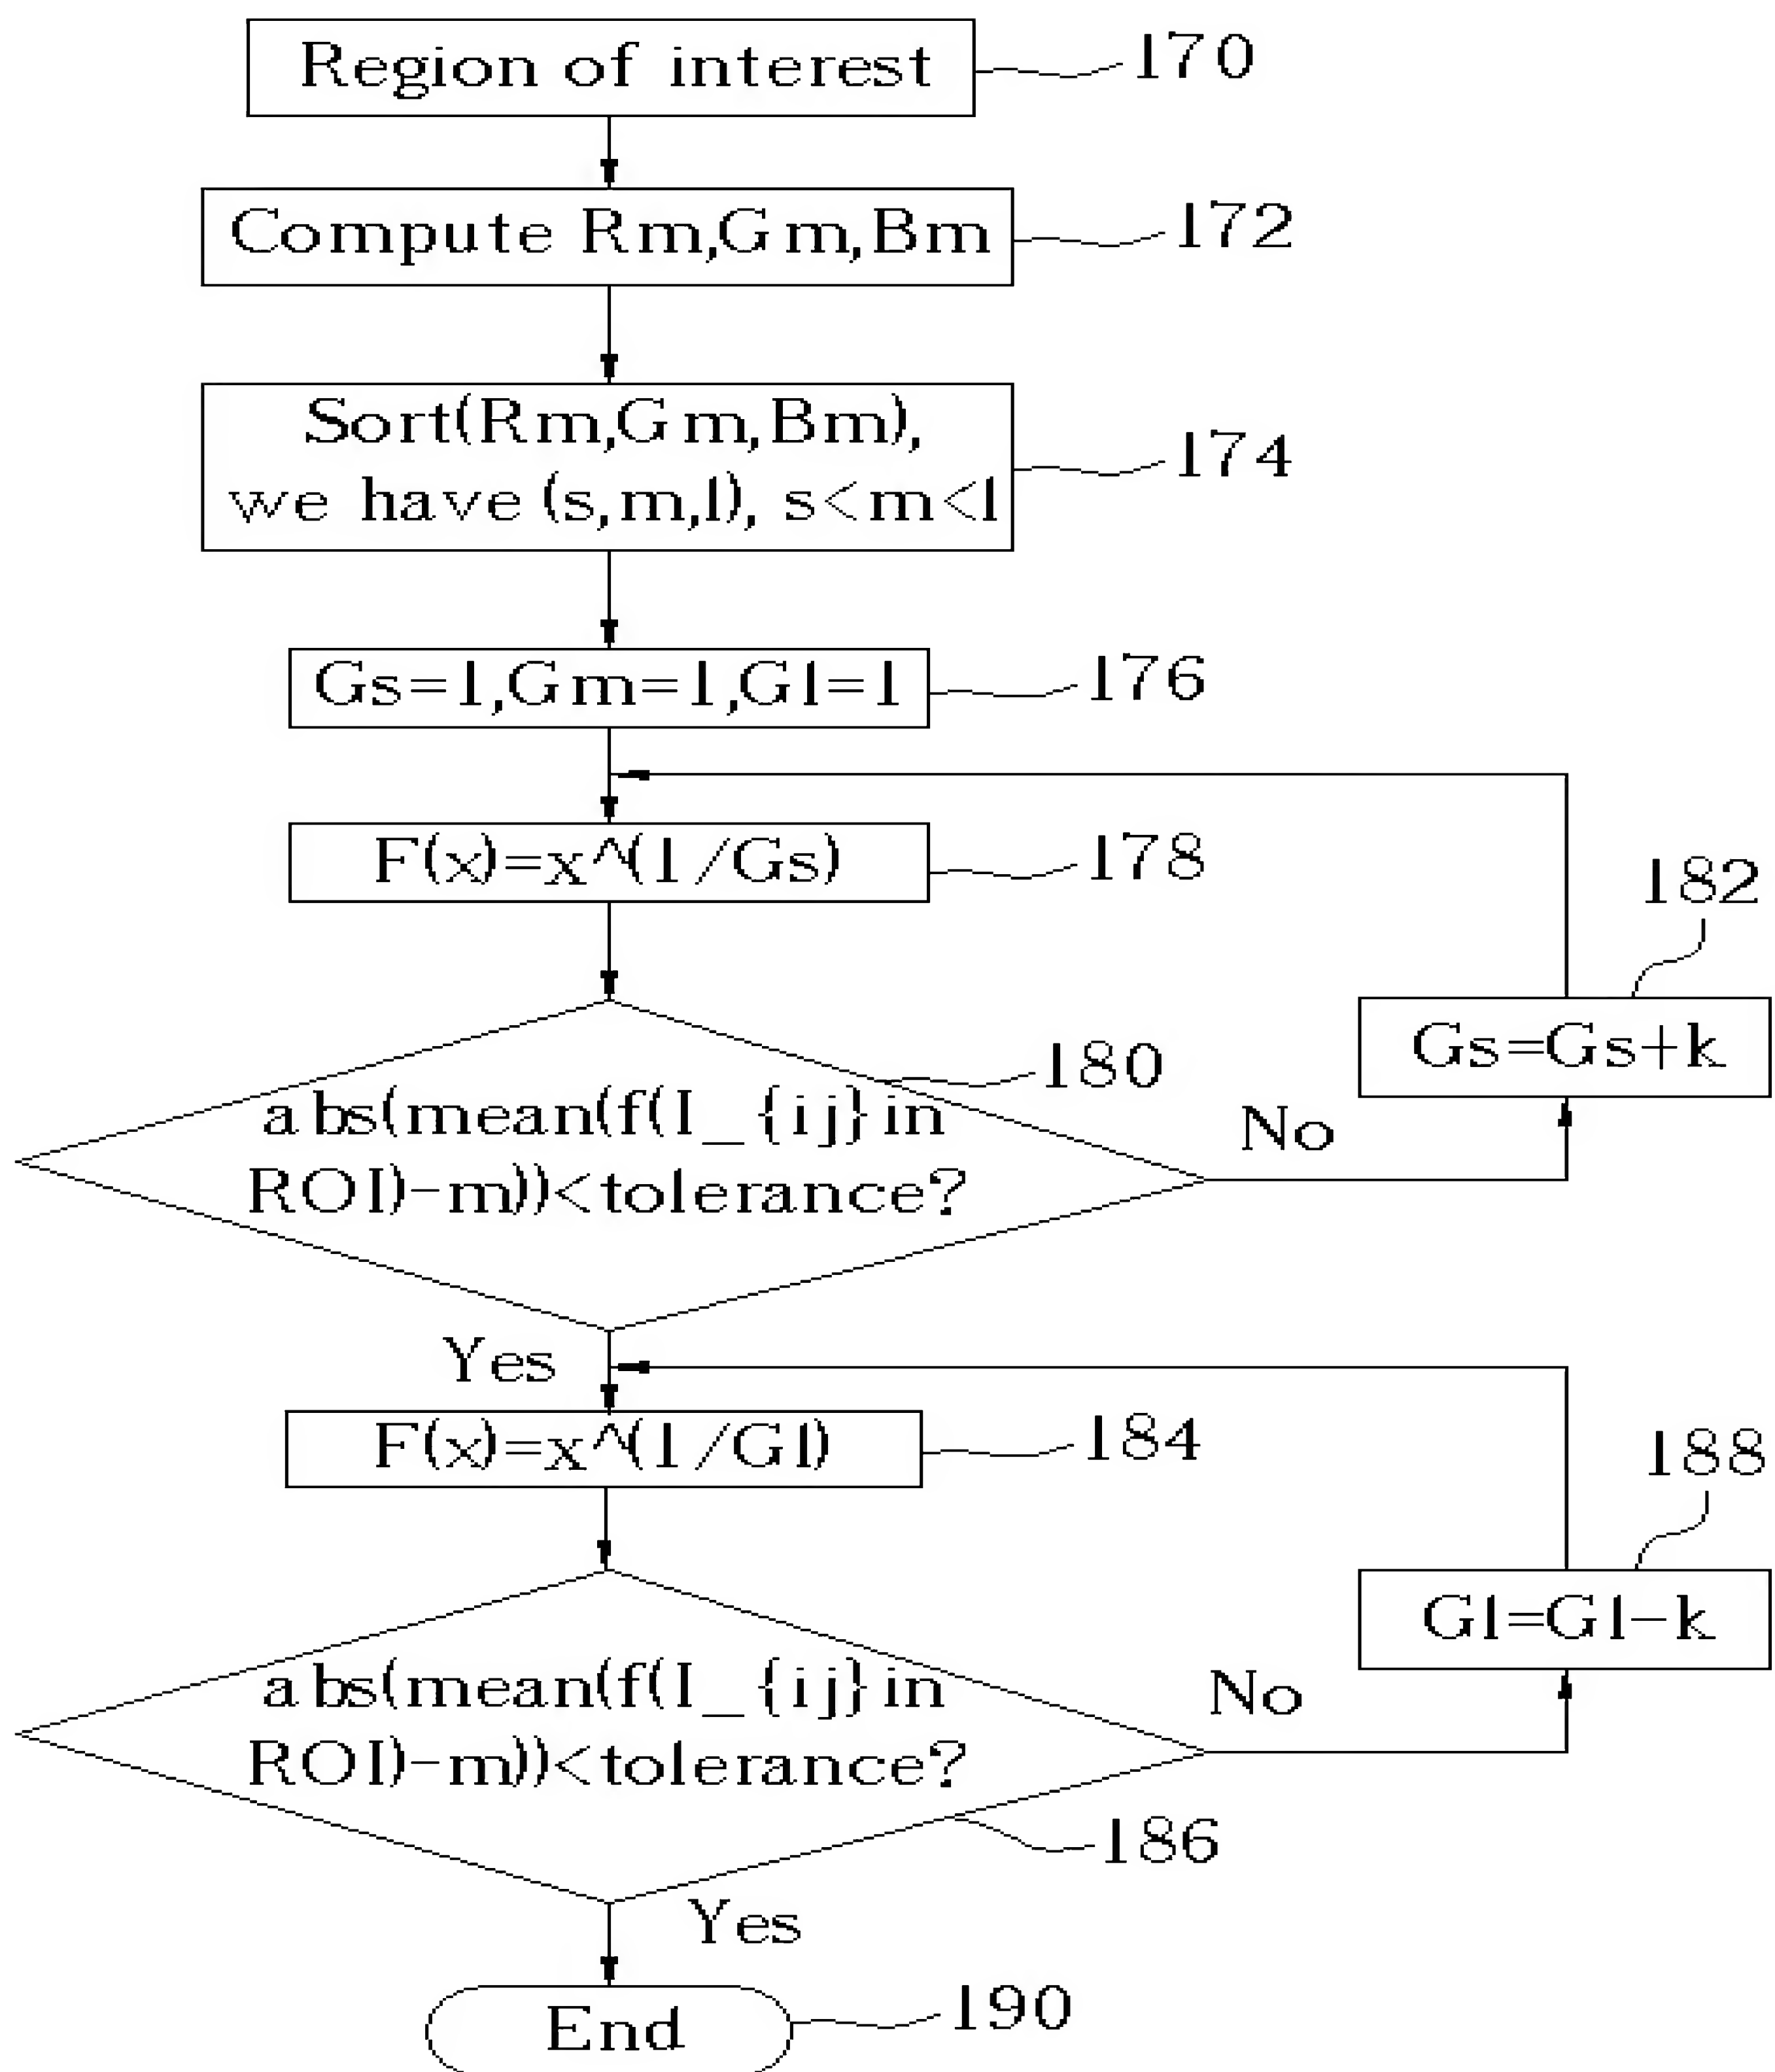 Region of interest
170
Compute Rm,Gm,Bm
172
Sort(Rm,Gm,Bm),
we have (s,m,l), s<m<l
174
Gs=1,Gm=1,Gl=1
176
F(x)=x^(1/Gs)
178
182
Gs=Gs+k
180
abs(mean(f(I_{ij}in
ROI)-m))<tolerance?
No
Yes
F(x)=x^(1/Gl)
184
188
Gl=Gl-k
abs(mean(f(I_{ij}in
ROI)-m))<tolerance?
No
186
Yes
End
190